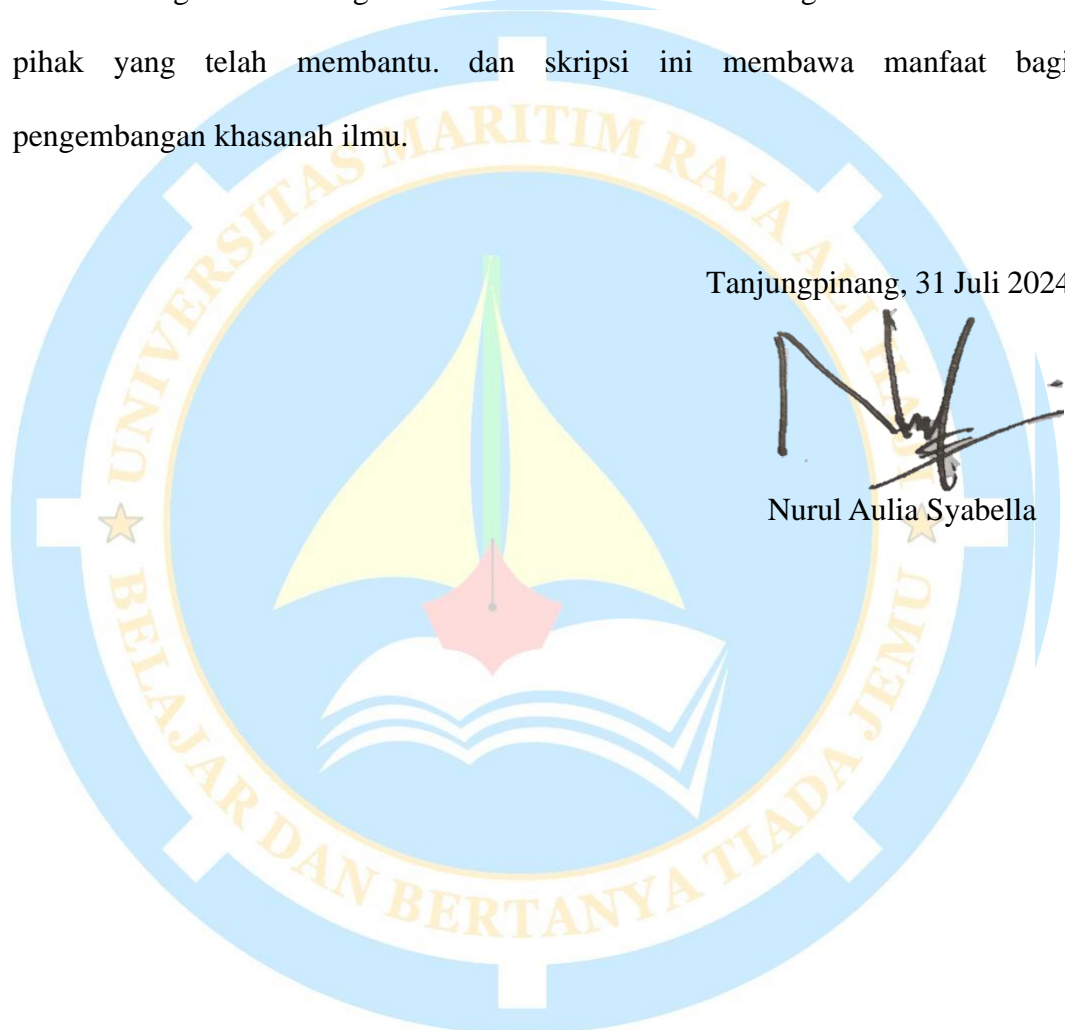 pihak yang telah membantu. dan skripsi ini membawa manfaat bagi
pengembangan khasanah ilmu.
UNIVERSITAS MARITIM RAJA ALI HAJI
Tanjungpinang, 31 Juli 2024
Nurul Aulia Syabella
BELAJAR DAN BERTANYA TIADA JEMU